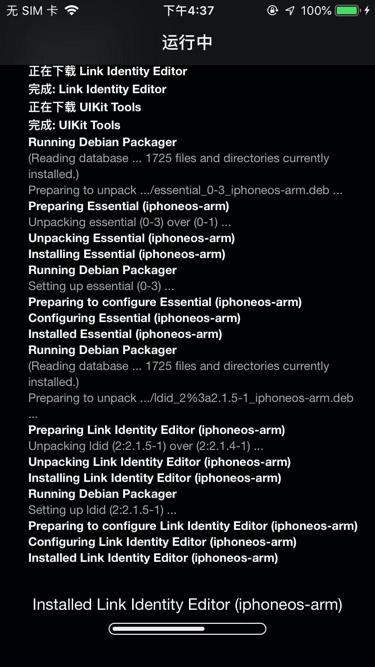 无 SIM 卡 下午4:37 100%
运行中
正在下载 Link Identity Editor
完成: Link Identity Editor
正在下载 UIKit Tools
完成: UIKit Tools
Running Debian Packager
(Reading database ... 1725 files and directories currently
installed.)
Preparing to unpack .../essential_0-3_iphoneos-arm.deb ...
Preparing Essential (iphoneos-arm)
Unpacking essential (0-3) over (0-1) ...
Unpacking Essential (iphoneos-arm)
Installing Essential (iphoneos-arm)
Running Debian Packager
Setting up essential (0-3) ...
Preparing to configure Essential (iphoneos-arm)
Configuring Essential (iphoneos-arm)
Installed Essential (iphoneos-arm)
Running Debian Packager
(Reading database ... 1725 files and directories currently
installed.)
Preparing to unpack .../ldid_2%3a2.1.5-1_iphoneos-arm.deb
...
Preparing Link Identity Editor (iphoneos-arm)
Unpacking ldid (2:2.1.5-1) over (2:2.1.4-1) ...
Unpacking Link Identity Editor (iphoneos-arm)
Installing Link Identity Editor (iphoneos-arm)
Running Debian Packager
Setting up ldid (2:2.1.5-1) ...
Preparing to configure Link Identity Editor (iphoneos-arm)
Configuring Link Identity Editor (iphoneos-arm)
Installed Link Identity Editor (iphoneos-arm)
Installed Link Identity Editor (iphoneos-arm)